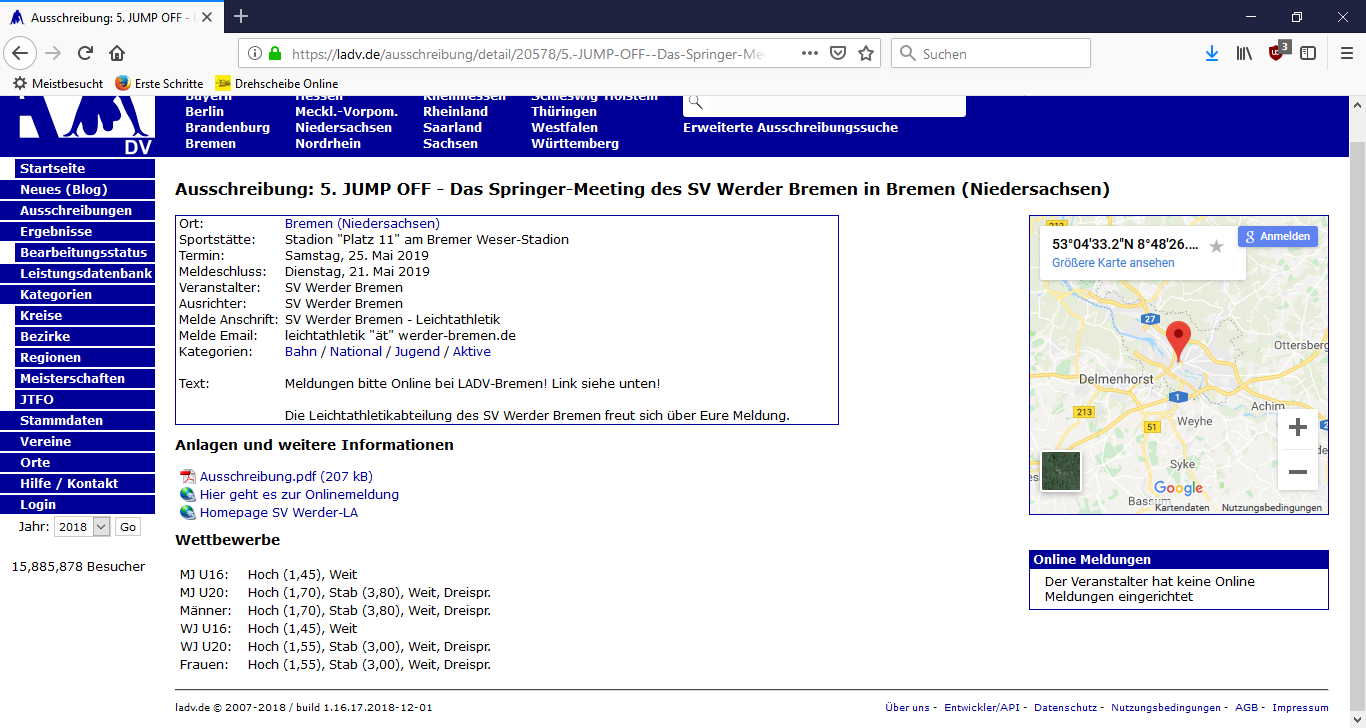 Ausschreibung: 5. JUMP OFF -
https://ladv.de/ausschreibung/detail/20578/5.-JUMP-OFF--Das-Springer-Me
Suchen
3
Meistbesucht Erste Schritte Drehscheibe Online
Bayern Hessen Rheinhessen Schleswig-Holstein
Berlin Meckl.-Vorpom. Rheinland Thüringen
Brandenburg Niedersachsen Saarland Westfalen
Bremen Nordrhein Sachsen Württemberg
Erweiterte Ausschreibungssuche
DV
Startseite
Neues (Blog)
Ausschreibungen
Ergebnisse
Bearbeitungsstatus
Leistungsdatenbank
Kategorien
Kreise
Bezirke
Regionen
Meisterschaften
JTFO
Stammdaten
Vereine
Orte
Hilfe / Kontakt
Login
Jahr: 2018 Go
15,885,878 Besucher
Ausschreibung: 5. JUMP OFF - Das Springer-Meeting des SV Werder Bremen in Bremen (Niedersachsen)
Ort: Bremen (Niedersachsen)
Sportstätte: Stadion "Platz 11" am Bremer Weser-Stadion
Termin: Samstag, 25. Mai 2019
Meldeschluss: Dienstag, 21. Mai 2019
Veranstalter: SV Werder Bremen
Ausrichter: SV Werder Bremen
Melde Anschrift: SV Werder Bremen - Leichtathletik
Melde Email: leichtathletik "ät" werder-bremen.de
Kategorien: Bahn / National / Jugend / Aktive
Text: Meldungen bitte Online bei LADV-Bremen! Link siehe unten!
Die Leichtathletikabteilung des SV Werder Bremen freut sich über Eure Meldung.
Anlagen und weitere Informationen
Ausschreibung.pdf (207 kB)
Hier geht es zur Onlinemeldung
Homepage SV Werder-LA
Wettbewerbe
MJ U16: Hoch (1,45), Weit
MJ U20: Hoch (1,70), Stab (3,80), Weit, Dreispr.
Männer: Hoch (1,70), Stab (3,80), Weit, Dreispr.
WJ U16: Hoch (1,45), Weit
WJ U20: Hoch (1,55), Stab (3,00), Weit, Dreispr.
Frauen: Hoch (1,55), Stab (3,00), Weit, Dreispr.
212
53°04'33.2"N 8°48'26....
Größere Karte ansehen
g Anmelden
27
Ottersberg
Delmenhorst
1
213
51
Weyhe
Achim
Syke
Google
Bassum
Kartendaten Nutzungsbedingungen
Online Meldungen
Der Veranstalter hat keine Online
Meldungen eingerichtet
ladv.de © 2007-2018 / build 1.16.17.2018-12-01
Über uns - Entwickler/API - Datenschutz - Nutzungsbedingungen - AGB - Impressum